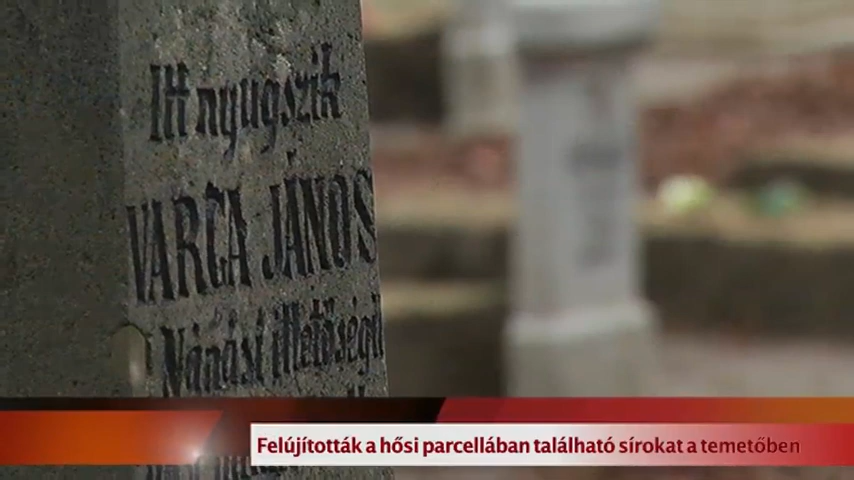 Itt nyugszik
VARGA JÁNOS
Nánási illetőségű
Felújították a hősi parcellában található sírokat a temetőben